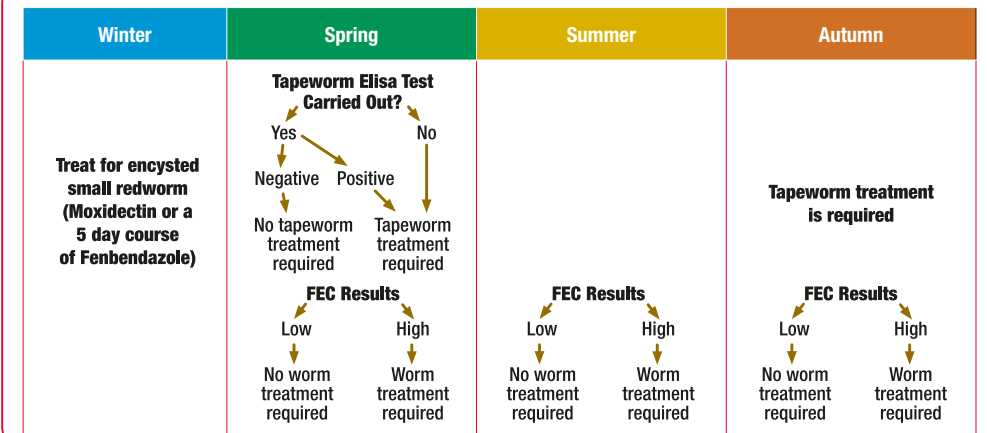 Winter
Spring
Summer
Autumn
Treat for encysted
small redworm
(Moxidectin or a
5 day course
of Fenbendazole)
Tapeworm Elisa Test
Carried Out?
Yes
No
Negative
Positive
No tapeworm
treatment
required
Tapeworm
treatment
required
FEC Results
Low
High
No worm
treatment
required
Worm
treatment
required
FEC Results
Low
High
No worm
treatment
required
Worm
treatment
required
Tapeworm treatment
is required
FEC Results
Low
High
No worm
treatment
required
Worm
treatment
required